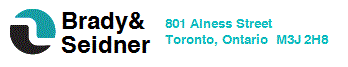 Brady&
Seidner
801 Alness Street
Toronto, Ontario M3J 2H8